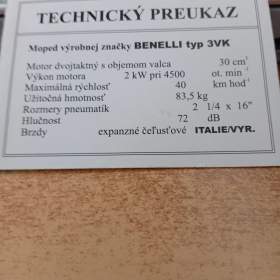 TECHNICKÝ PREUKAZ
Moped výrobnej značky BENELLI typ 3VK
Motor dvojtaktný s objemom valca 30 cm³
Výkon motora 2 kW pri 4500 ot. min⁻¹
Maximálna rýchlosť 40 km hod⁻¹
Užitočná hmotnosť 83,5 kg
Rozmery pneumatík 2 1/4 x 16"
Hlučnosť 72 dB
Brzdy expanzné čeľusťové ITALIE/VYR.